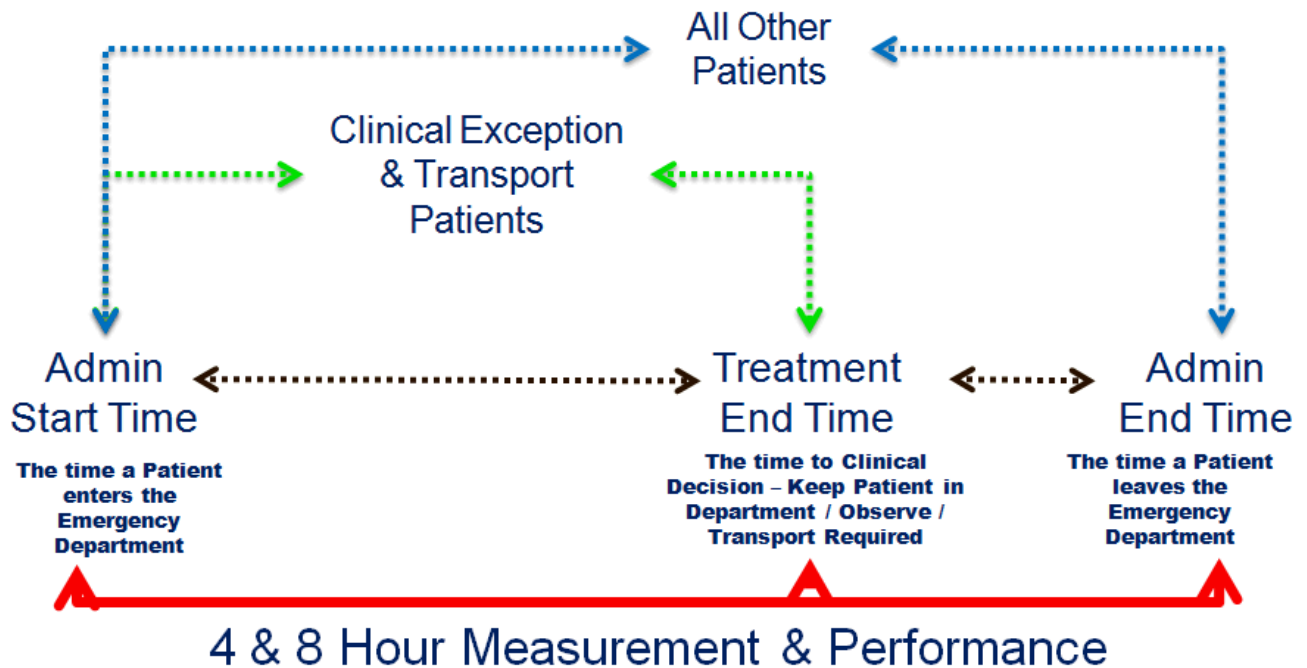 All Other
Patients
Clinical Exception
& Transport
Patients
Admin
Start Time
The time a Patient
enters the
Emergency
Department
Treatment
End Time
The time to Clinical
Decision – Keep Patient in
Department / Observe /
Transport Required
Admin
End Time
The time a Patient
leaves the
Emergency
Department
4 & 8 Hour Measurement & Performance